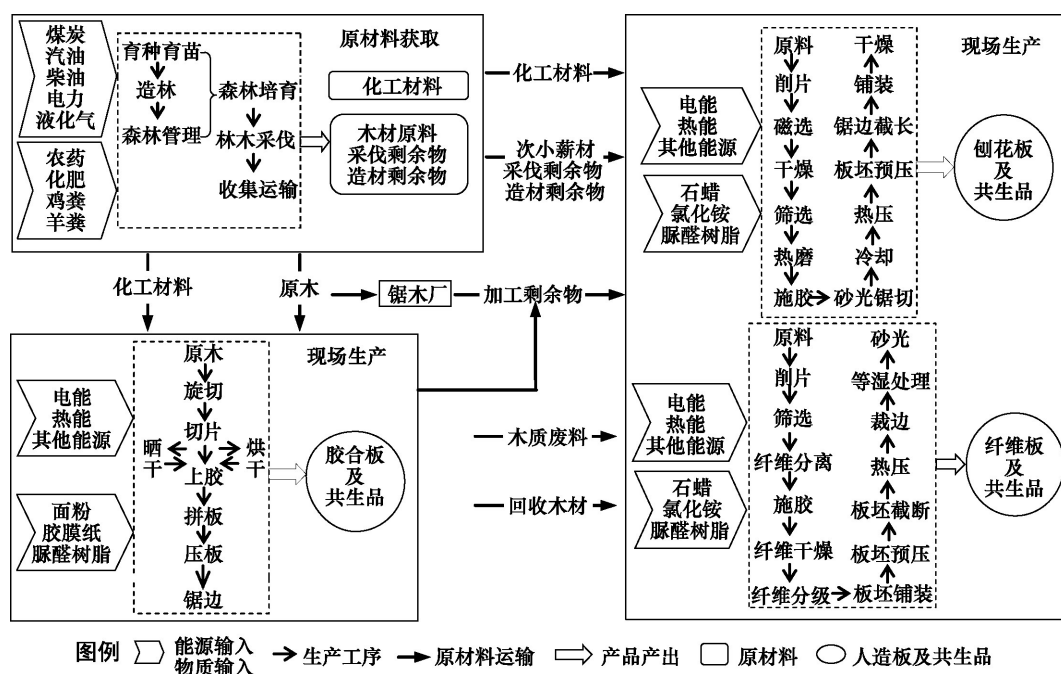 煤炭
汽油
柴油
电力
液化气
农药
化肥
鸡粪
羊粪
育种育苗
造林
森林管理
森林培育
林木采伐
收集运输
原材料获取
化工材料
木材原料
采伐剩余物
造材剩余物
化工材料
次小薪材
采伐剩余物
造材剩余物
化工材料
原木
锯木厂
加工剩余物
木质废料
回收木材
现场生产
电能
热能
其他能源
面粉
胶膜纸
脲醛树脂
原木
旋切
切片
晒干
烘干
上胶
拼板
压板
锯边
胶合板
及
共生品
现场生产
电能
热能
其他能源
石蜡
氯化铵
脲醛树脂
原料
削片
磁选
干燥
筛选
热磨
施胶
砂光锯切
冷却
热压
板坯预压
锯边截长
铺装
干燥
刨花板
及
共生品
电能
热能
其他能源
石蜡
氯化铵
脲醛树脂
原料
削片
筛选
纤维分离
施胶
纤维干燥
纤维分级
板坯铺装
板坯预压
板坯截断
热压
裁边
等湿处理
砂光
纤维板
及
共生品
图例
能源输入
物质输入
生产工序
原材料运输
产品产出
原材料
人造板及共生品